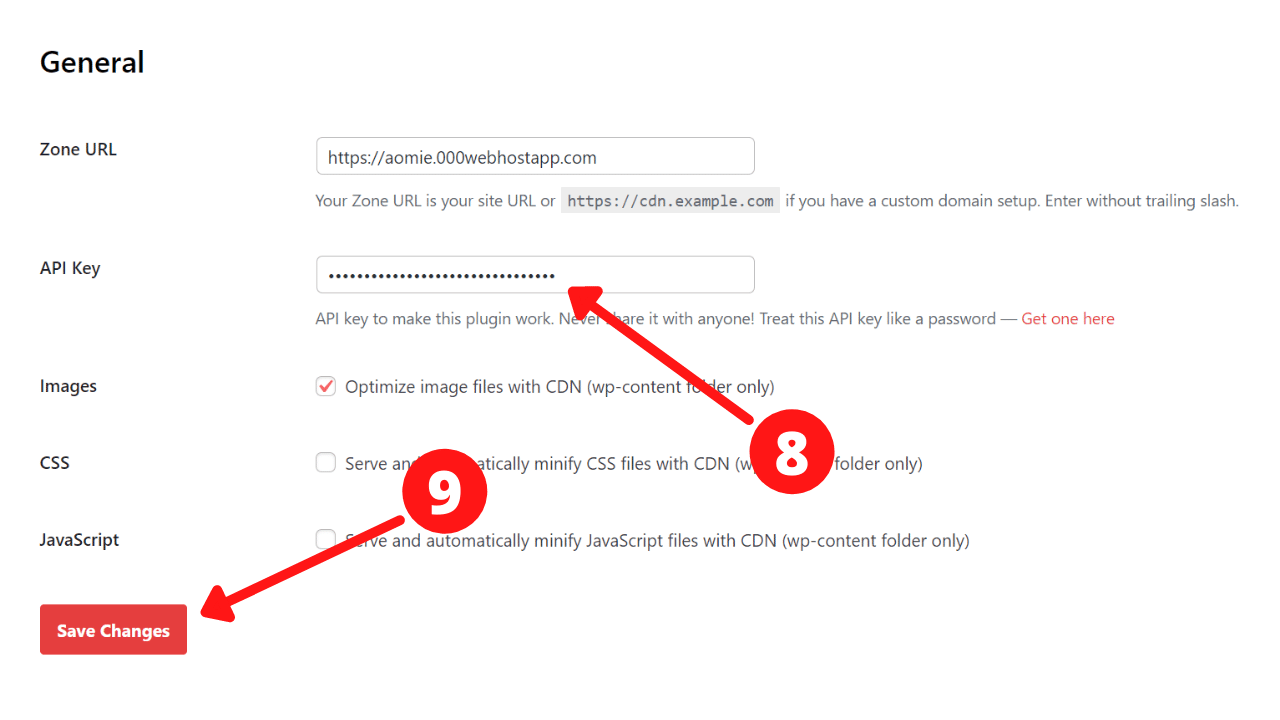 General
Zone URL
https://aomie.000webhostapp.com
Your Zone URL is your site URL or https://cdn.example.com if you have a custom domain setup. Enter without trailing slash.
API Key
•••••••••••••••••••••••••••••••••
API key to make this plugin work. Never share it with anyone! Treat this API key like a password — Get one here
Images
Optimize image files with CDN (wp-content folder only)
8
CSS
Serve and automatically minify CSS files with CDN (wp-content folder only)
9
JavaScript
Serve and automatically minify JavaScript files with CDN (wp-content folder only)
Save Changes